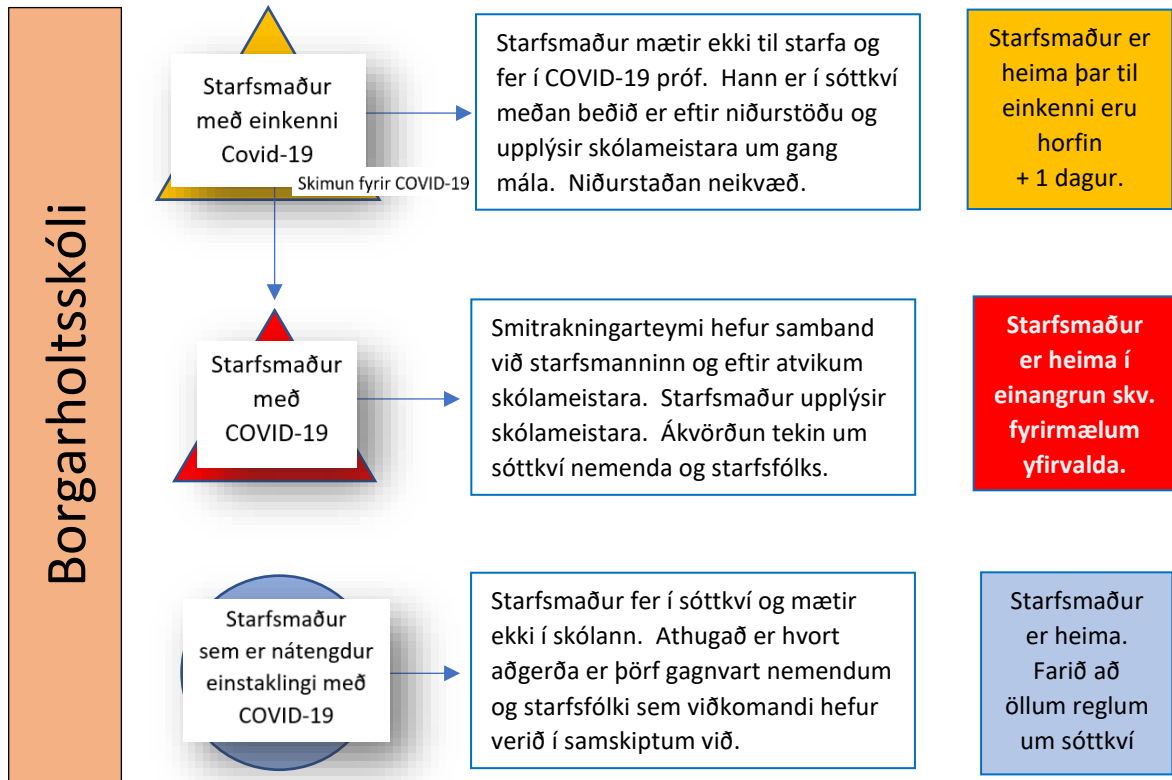 Borgarholtsskóli
Starfsmaður
með einkenni
Covid-19
Skimun fyrir COVID-19
Starfsmaður mætir ekki til starfa og
fer í COVID-19 próf. Hann er í sóttkví
meðan beðið er eftir niðurstöðu og
upplýsir skólameistara um gang
mála. Niðurstaðan neikvæð.
Starfsmaður er
heima þar til
einkenni eru
horfin
+ 1 dagur.
Starfsmaður
með
COVID-19
Smitrakningarteymi hefur samband
við starfsmanninn og eftir atvikum
skólameistara. Starfsmaður upplýsir
skólameistara. Ákvörðun tekin um
sóttkví nemenda og starfsfólks.
Starfsmaður
er heima í
einangrun skv.
fyrirmælum
yfirvalda.
Starfsmaður
sem er nátengdur
einstaklingi með
COVID-19
Starfsmaður fer í sóttkví og mætir
ekki í skólann. Athugað er hvort
aðgerða er þörf gagnvart nemendum
og starfsfólki sem viðkomandi hefur
verið í samskiptum við.
Starfsmaður
er heima.
Farið að
öllum reglum
um sóttkví